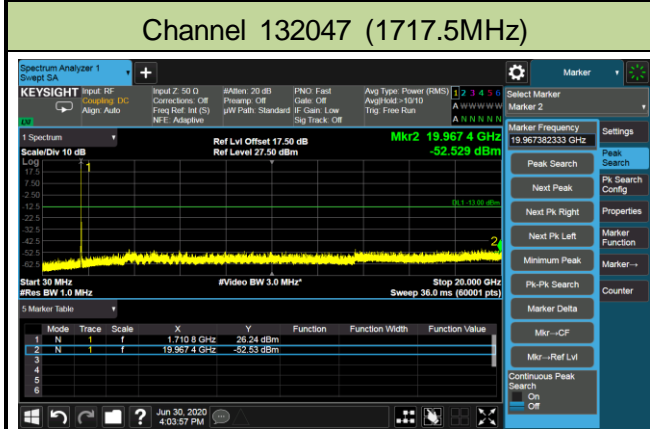 Channel 132047 (1717.5MHz)
Spectrum Analyzer 1
Swept SA
+
Marker
KEYSIGHT
Input: RF
Coupling: DC
Align: Auto
Input Z: 50 Ω
Corrections: Off
Freq Ref: Int (S)
NFE: Adaptive
#Atten: 20 dB
Preamp: Off
µW Path: Standard
PNO: Fast
Gate: Off
IF Gain: Low
Sig Track: Off
Avg Type: Power (RMS)
Avg|Hold:>10/10
Trig: Free Run
1 2 3 4 5 6
A W W W W W
A N N N N N
LV
Select Marker
Marker 2
1 Spectrum
Scale/Div 10 dB
Ref Lvl Offset 17.50 dB
Ref Level 27.50 dBm
Mkr2 19.967 4 GHz
-52.529 dBm
Log
17.5
7.50
-2.50
-12.5
-22.5
-32.5
-42.5
-52.5
-62.5
1
DL1 -13.00 dBm
2
Start 30 MHz
#Res BW 1.0 MHz
#Video BW 3.0 MHz*
Stop 20.000 GHz
Sweep 36.0 ms (60001 pts)
5 Marker Table
Mode Trace Scale X Y Function Function Width Function Value
1 N 1 f 1.710 8 GHz 26.24 dBm
2 N 1 f 19.967 4 GHz -52.53 dBm
3
4
5
6
Marker Frequency
19.967382333 GHz
Peak Search
Next Peak
Next Pk Right
Next Pk Left
Minimum Peak
Pk-Pk Search
Marker Delta
Mkr→CF
Mkr→Ref Lvl
Continuous Peak
Search
On
Off
Settings
Peak
Search
Pk Search
Config
Properties
Marker
Function
Marker→
Counter
?
Jun 30, 2020
4:03:57 PM